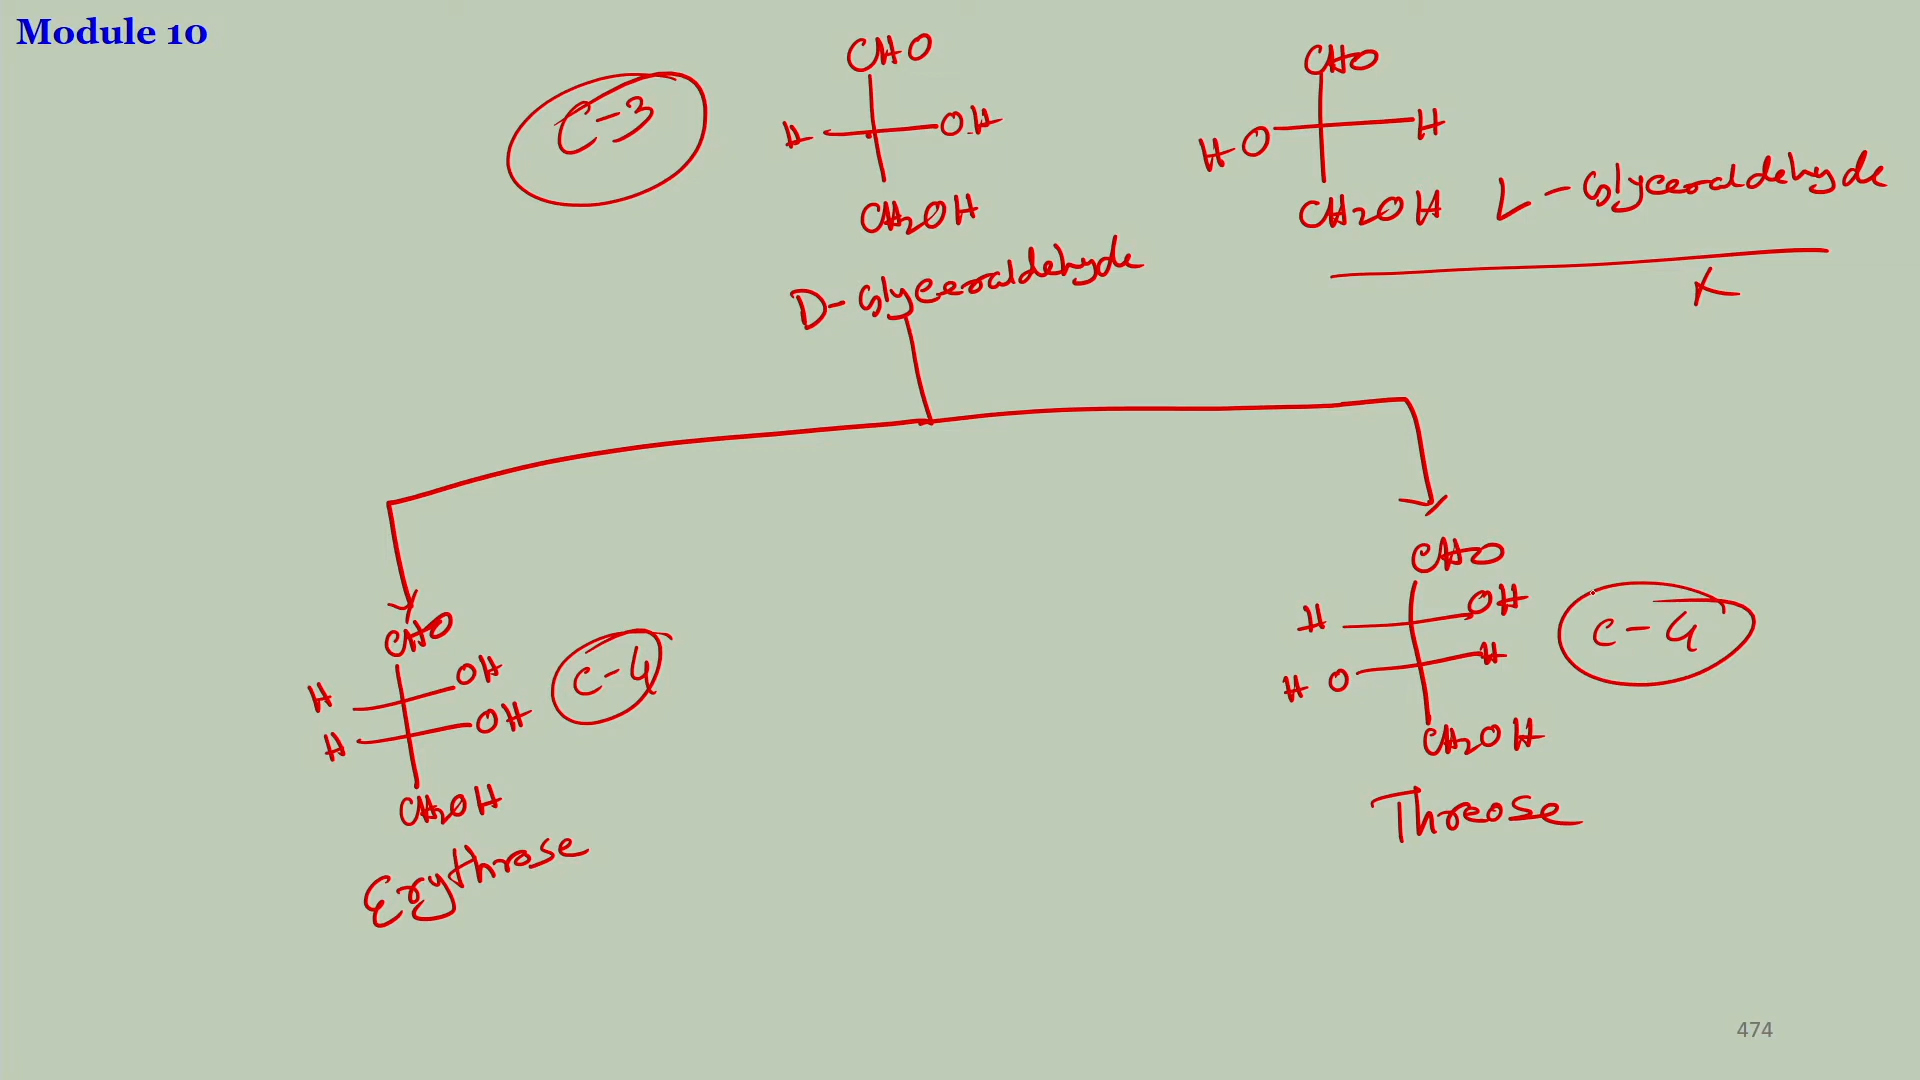 Module 10
C-3
CHO
H OH
CH2OH
D-Glyceraldehyde
CHO
HO H
CH2OH
L-Glyceraldehyde
CHO
H OH
H OH
CH2OH
Erythrose
C-4
CHO
H OH
HO H
CH2OH
Threose
C-4
474